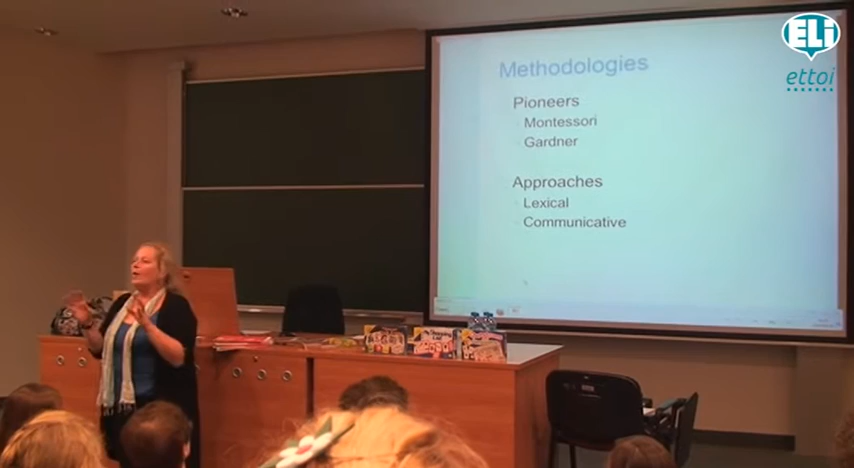 ELi
ettoi
Methodologies
Pioneers
Montessori
Gardner
Approaches
Lexical
Communicative